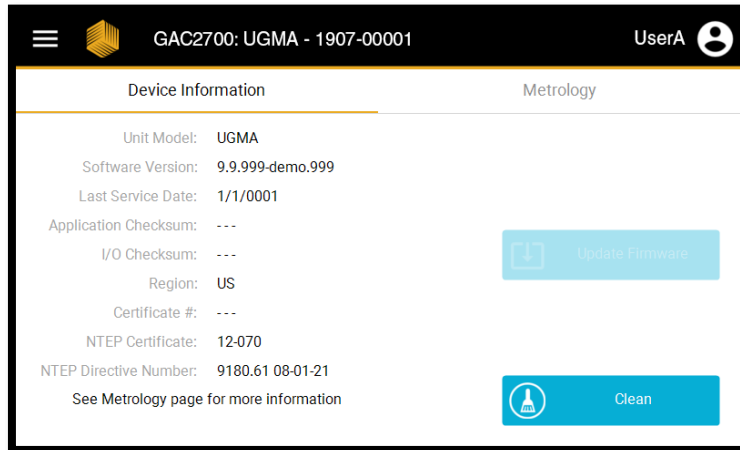 GAC2700: UGMA - 1907-00001 UserA
Device Information Metrology
Unit Model: UGMA
Software Version: 9.9.999-demo.999
Last Service Date: 1/1/0001
Application Checksum: ---
I/O Checksum: ---
Update Firmware
Region: US
Certificate #: ---
NTEP Certificate: 12-070
NTEP Directive Number: 9180.61 08-01-21
See Metrology page for more information
Clean